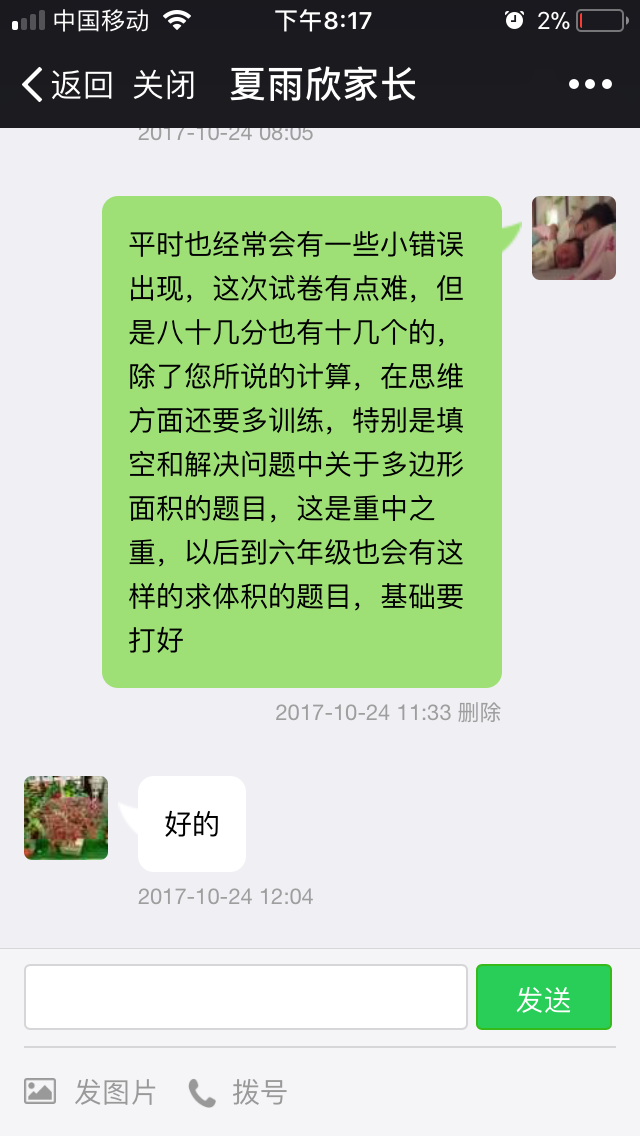 中国移动 下午8:17 2%
返回 关闭 夏雨欣家长
2017-10-24 08:05
平时也经常会有一些小错误
出现，这次试卷有点难，但
是八十几分也有十几个的，
除了您所说的计算，在思维
方面还要多训练，特别是填
空和解决问题中关于多边形
面积的题目，这是重中之
重，以后到六年级也会有这
样的求体积的题目，基础要
打好
2017-10-24 11:33 删除
好的
2017-10-24 12:04
发送
发图片 拨号